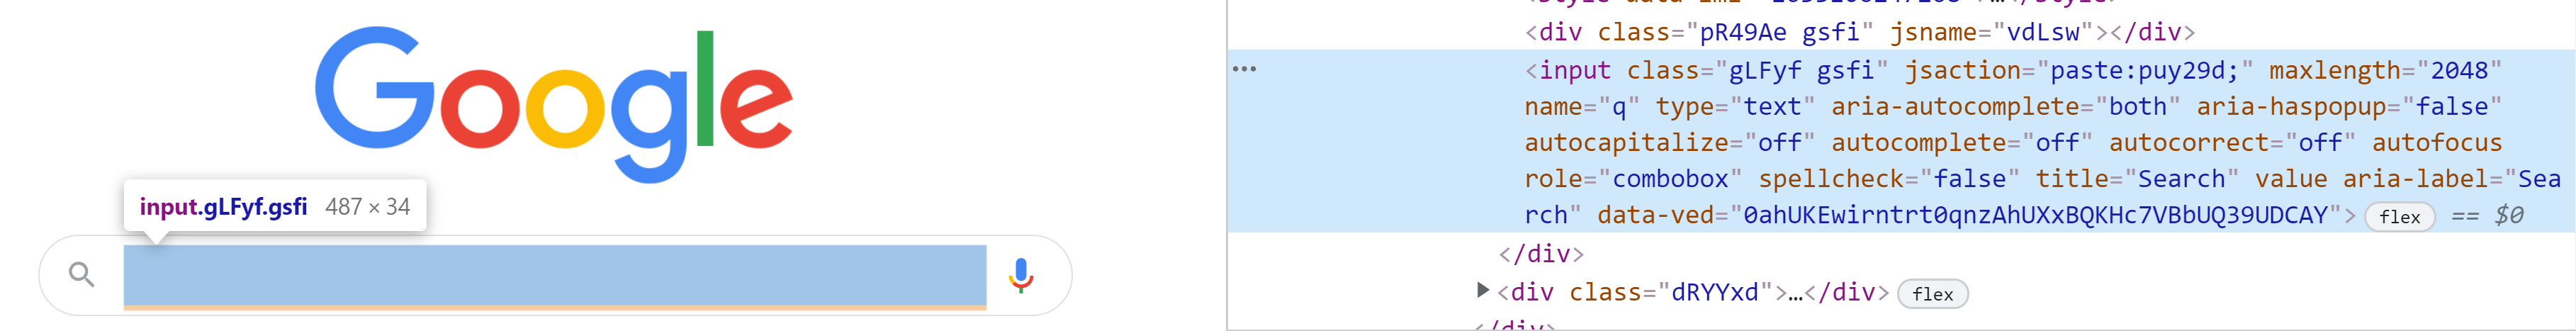 Google
input.gLFyf.gsfi 487 × 34
<div class="pR49Ae gsfi" jsname="vdLsw"></div>
<input class="gLFyf gsfi" jsaction="paste:puy29d;" maxlength="2048"
name="q" type="text" aria-autocomplete="both" aria-haspopup="false"
autocapitalize="off" autocomplete="off" autocorrect="off" autofocus
role="combobox" spellcheck="false" title="Search" value aria-label="Sea
rch" data-ved="0ahUKEwirntrt0qnzAhUXxBQKHc7VBbUQ39UDCAY"> flex == $0
</div>
<div class="dRYYxd">…</div> flex
</div>